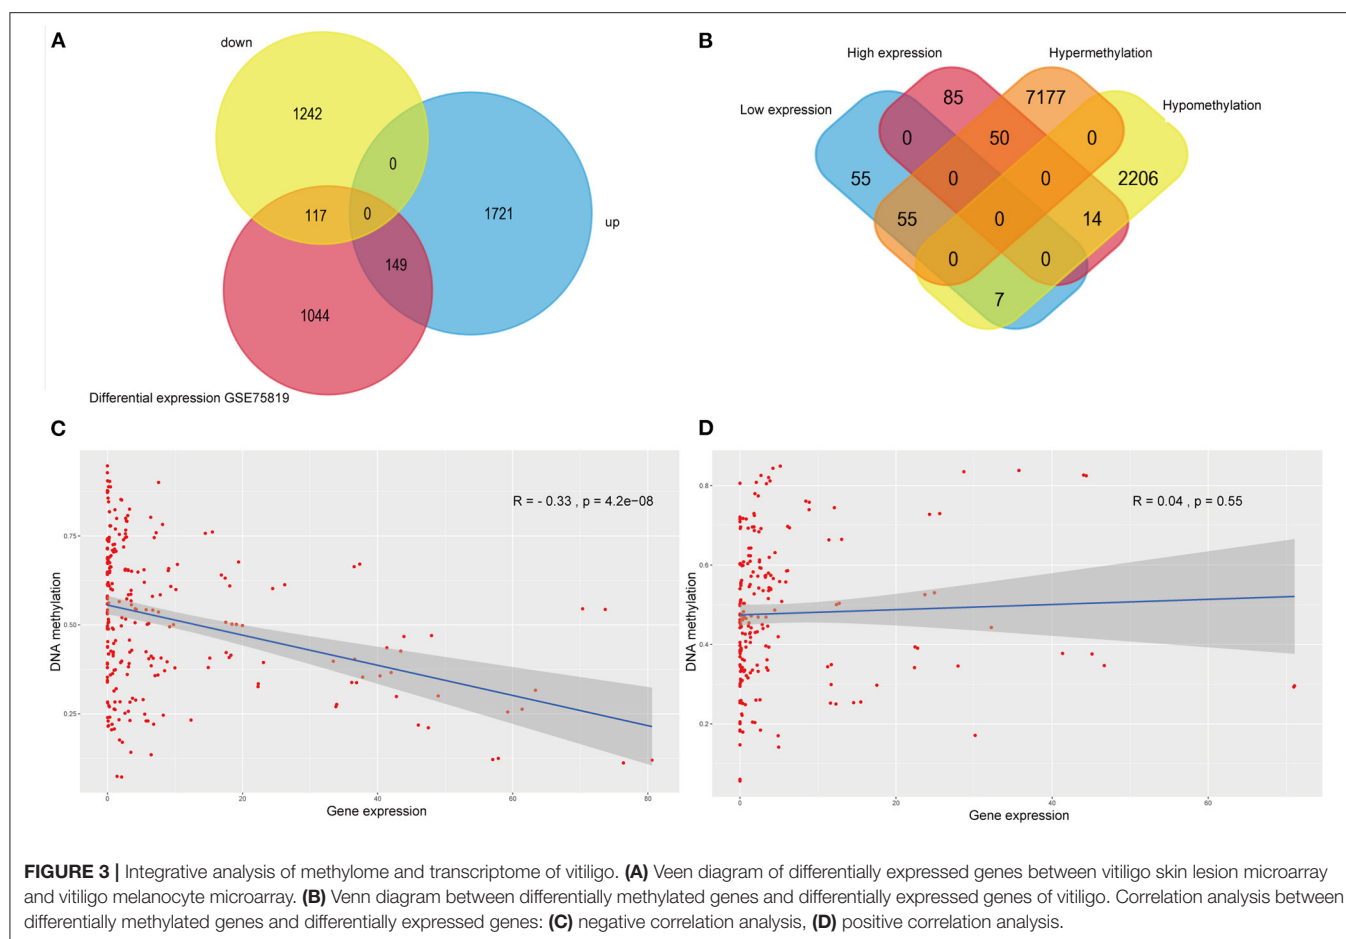 A
down
1242
0
117
0
1721
up
149
1044
Differential expression GSE75819
B
High expression
Hypermethylation
Low expression
Hypomethylation
85
7177
0
50
0
55
0
0
2206
55
0
14
0
0
7
C
R = - 0.33 , p = 4.2e−08
DNA methylation
0.75
0.50
0.25
0
20
40
60
80
Gene expression
D
R = 0.04 , p = 0.55
DNA methylation
0.8
0.6
0.4
0.2
0
20
40
60
Gene expression
FIGURE 3 | Integrative analysis of methylome and transcriptome of vitiligo. (A) Veen diagram of differentially expressed genes between vitiligo skin lesion microarray
and vitiligo melanocyte microarray. (B) Venn diagram between differentially methylated genes and differentially expressed genes of vitiligo. Correlation analysis between
differentially methylated genes and differentially expressed genes: (C) negative correlation analysis, (D) positive correlation analysis.